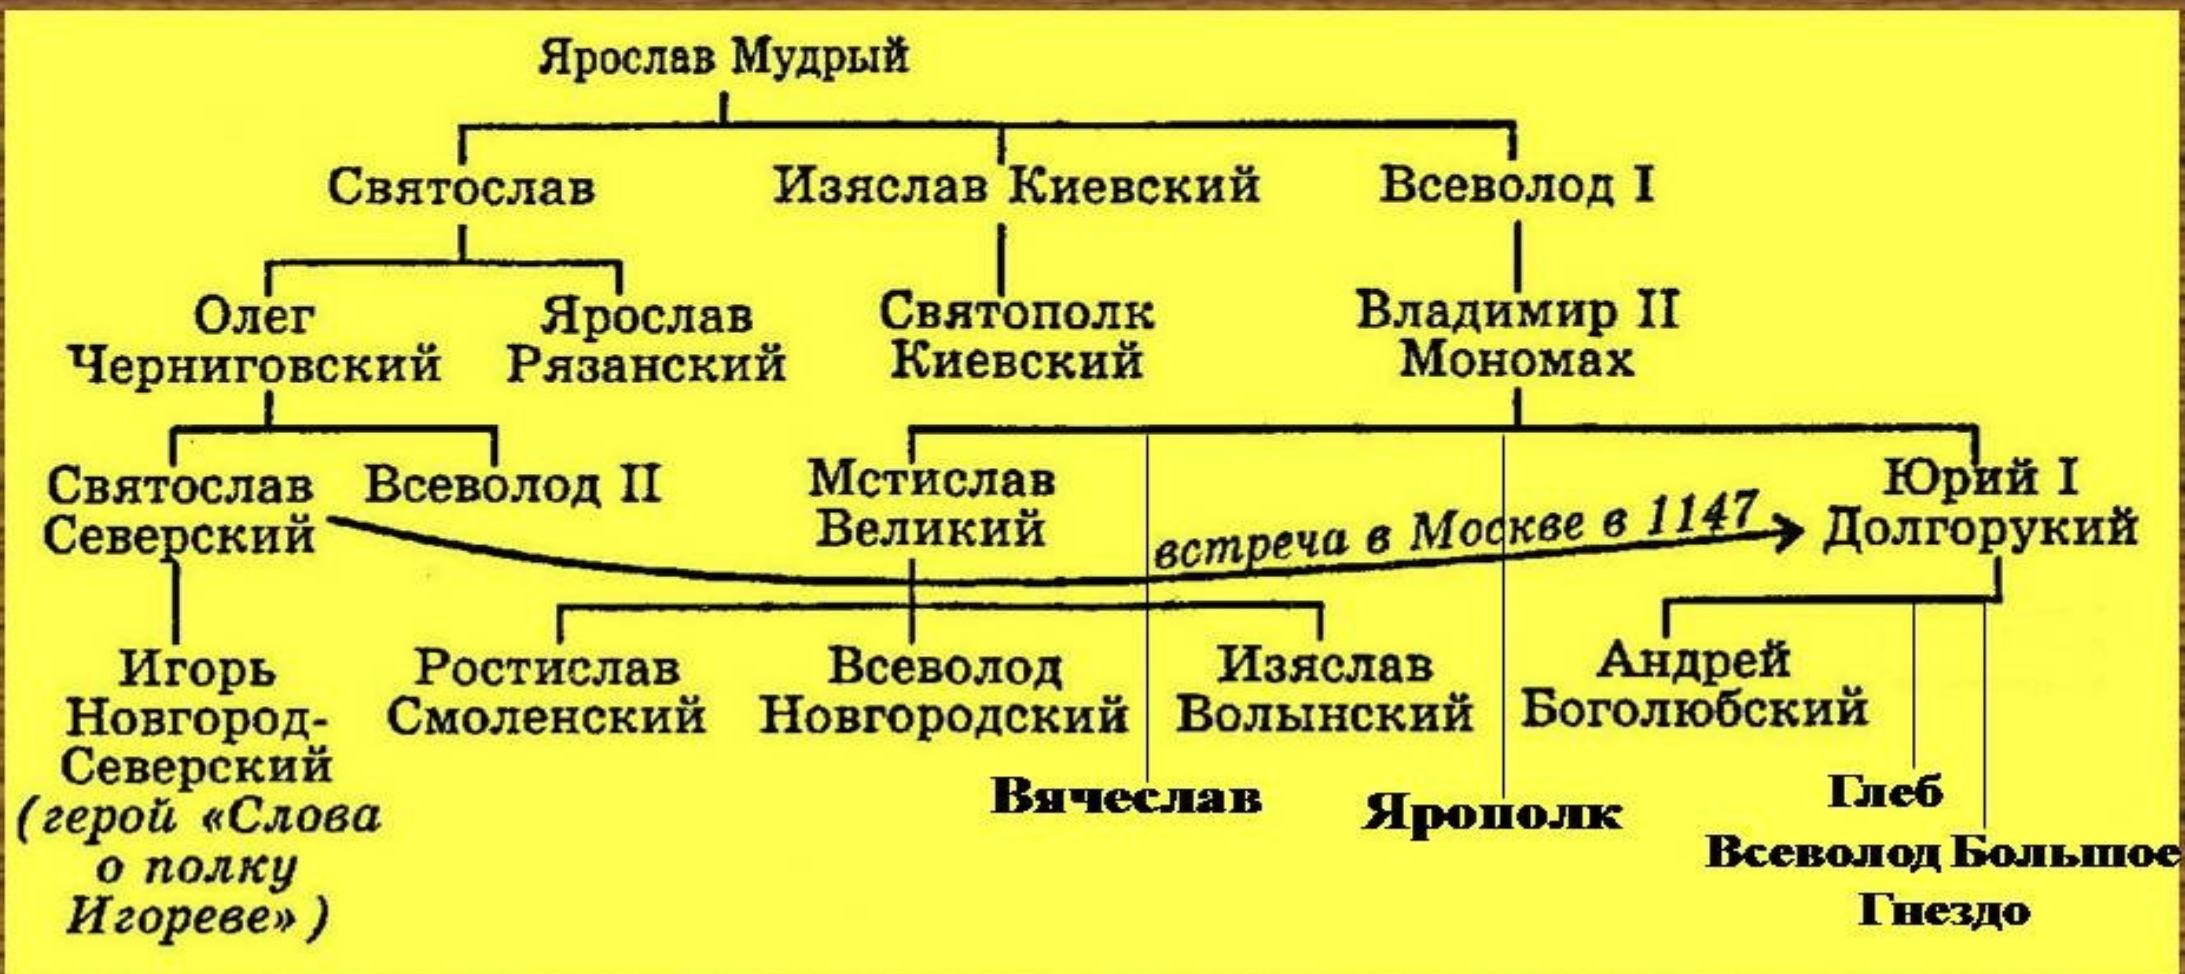 Ярослав Мудрый
Святослав
Изяслав Киевский
Всеволод I
Олег
Черниговский
Ярослав
Рязанский
Святополк
Киевский
Владимир II
Мономах
Святослав
Северский
Всеволод II
Мстислав
Великий
встреча в Москве в 1147
Юрий I
Долгорукий
Игорь
Новгород-
Северский
(герой «Слова
о полку
Игореве»)
Ростислав
Смоленский
Всеволод
Новгородский
Изяслав
Волынский
Андрей
Боголюбский
Вячеслав
Ярополк
Глеб
Всеволод Большое
Гнездо